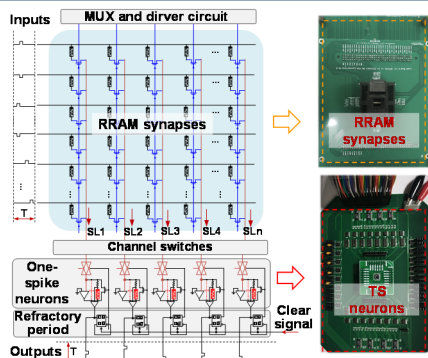 MUX and dirver circuit
Inputs
...
RRAM synapses
T
SL1 SL2 SL3 SL4 SLn
Channel switches
One-
spike
neurons
Refractory
period
Clear
signal
Outputs
T
RRAM
synapses
TS
neurons